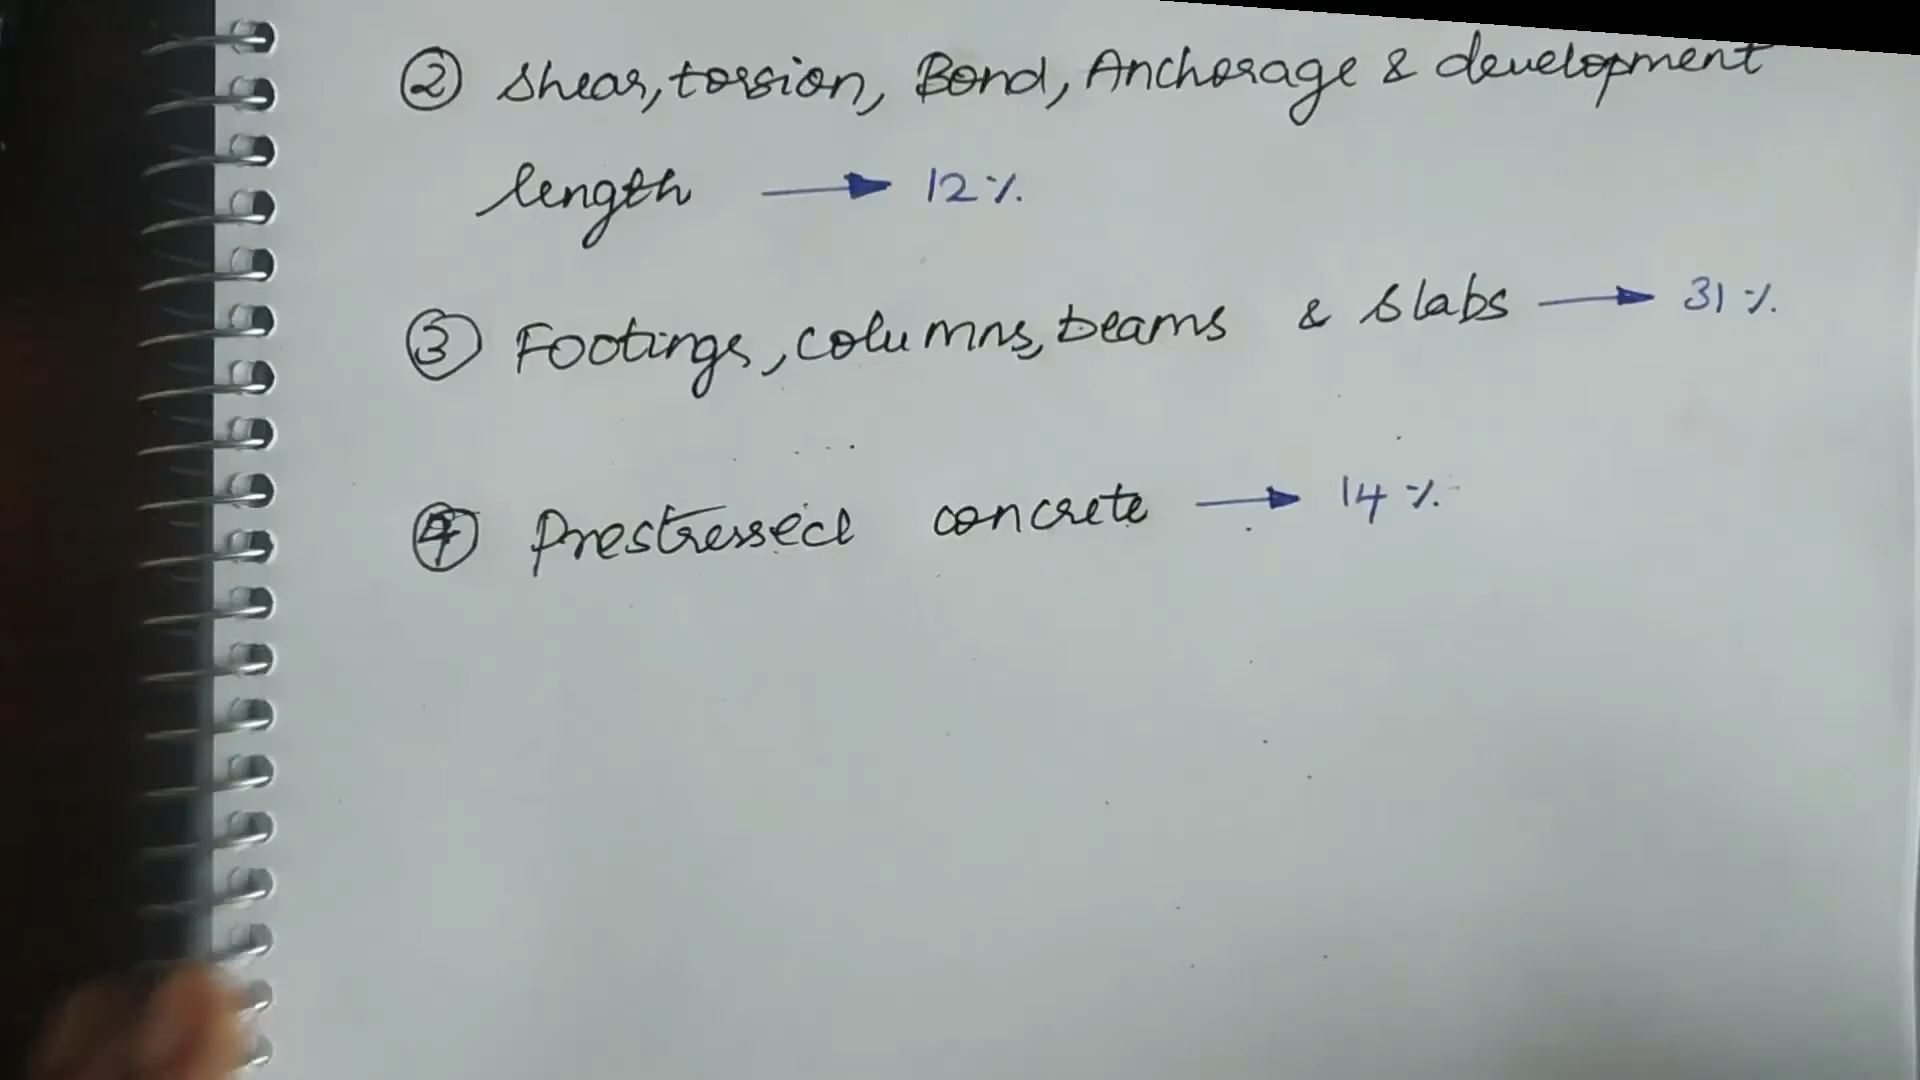 ② Shear, torsion, Bond, Anchorage & development
length → 12 %
③ Footings, columns, beams & slabs → 31 %
④ Prestressed concrete → 14 %